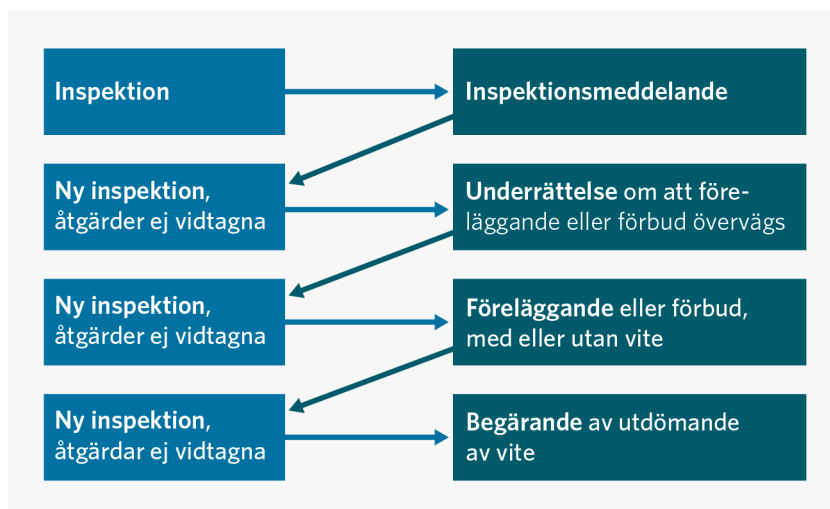 Inspektion
Inspektionsmeddelande
Ny inspektion,
åtgärder ej vidtagna
Underrättelse om att före-
läggande eller förbud övervägs
Ny inspektion,
åtgärder ej vidtagna
Föreläggande eller förbud,
med eller utan vite
Ny inspektion,
åtgärdar ej vidtagna
Begärande av utdömande
av vite